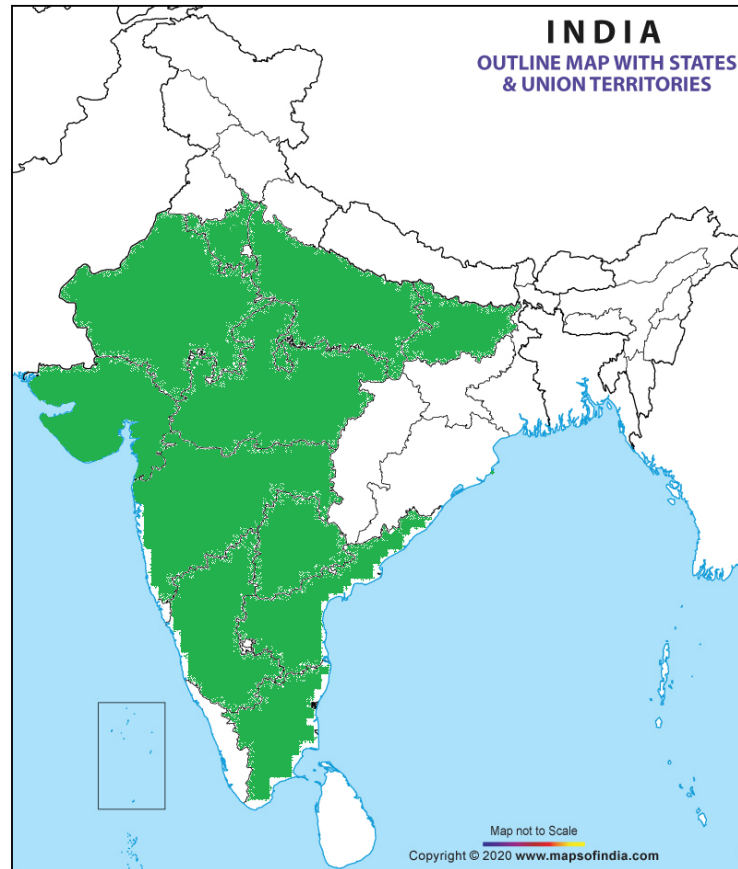 INDIA
OUTLINE MAP WITH STATES
& UNION TERRITORIES
Map not to Scale
Copyright © 2020 www.mapsofindia.com